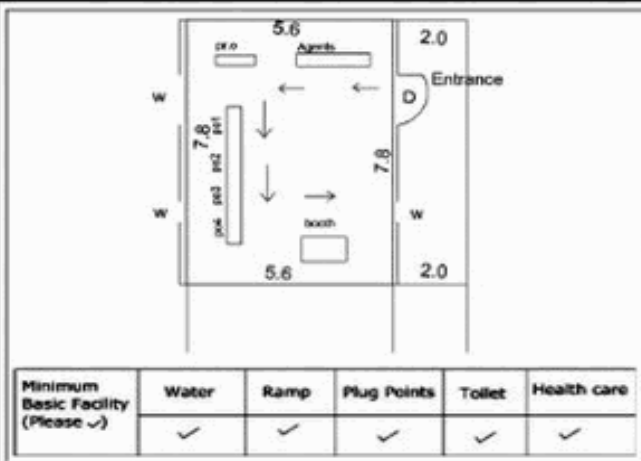 5.6
2.0
pr.o
Agents
Entrance
W
D
7.8
po1
7.8
po2
po3
W
W
po4
booth
5.6
2.0
Minimum Basic Facility (Please ✓)
Water
Ramp
Plug Points
Toilet
Health care
✓ ✓ ✓ ✓ ✓